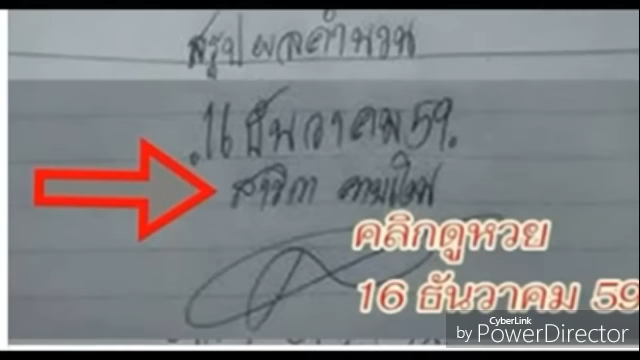 สรุปผลคำนวน
16 ธันวาคม 59.
คลิกดูหวย
16 ธันวาคม 59
CyberLink
by PowerDirector